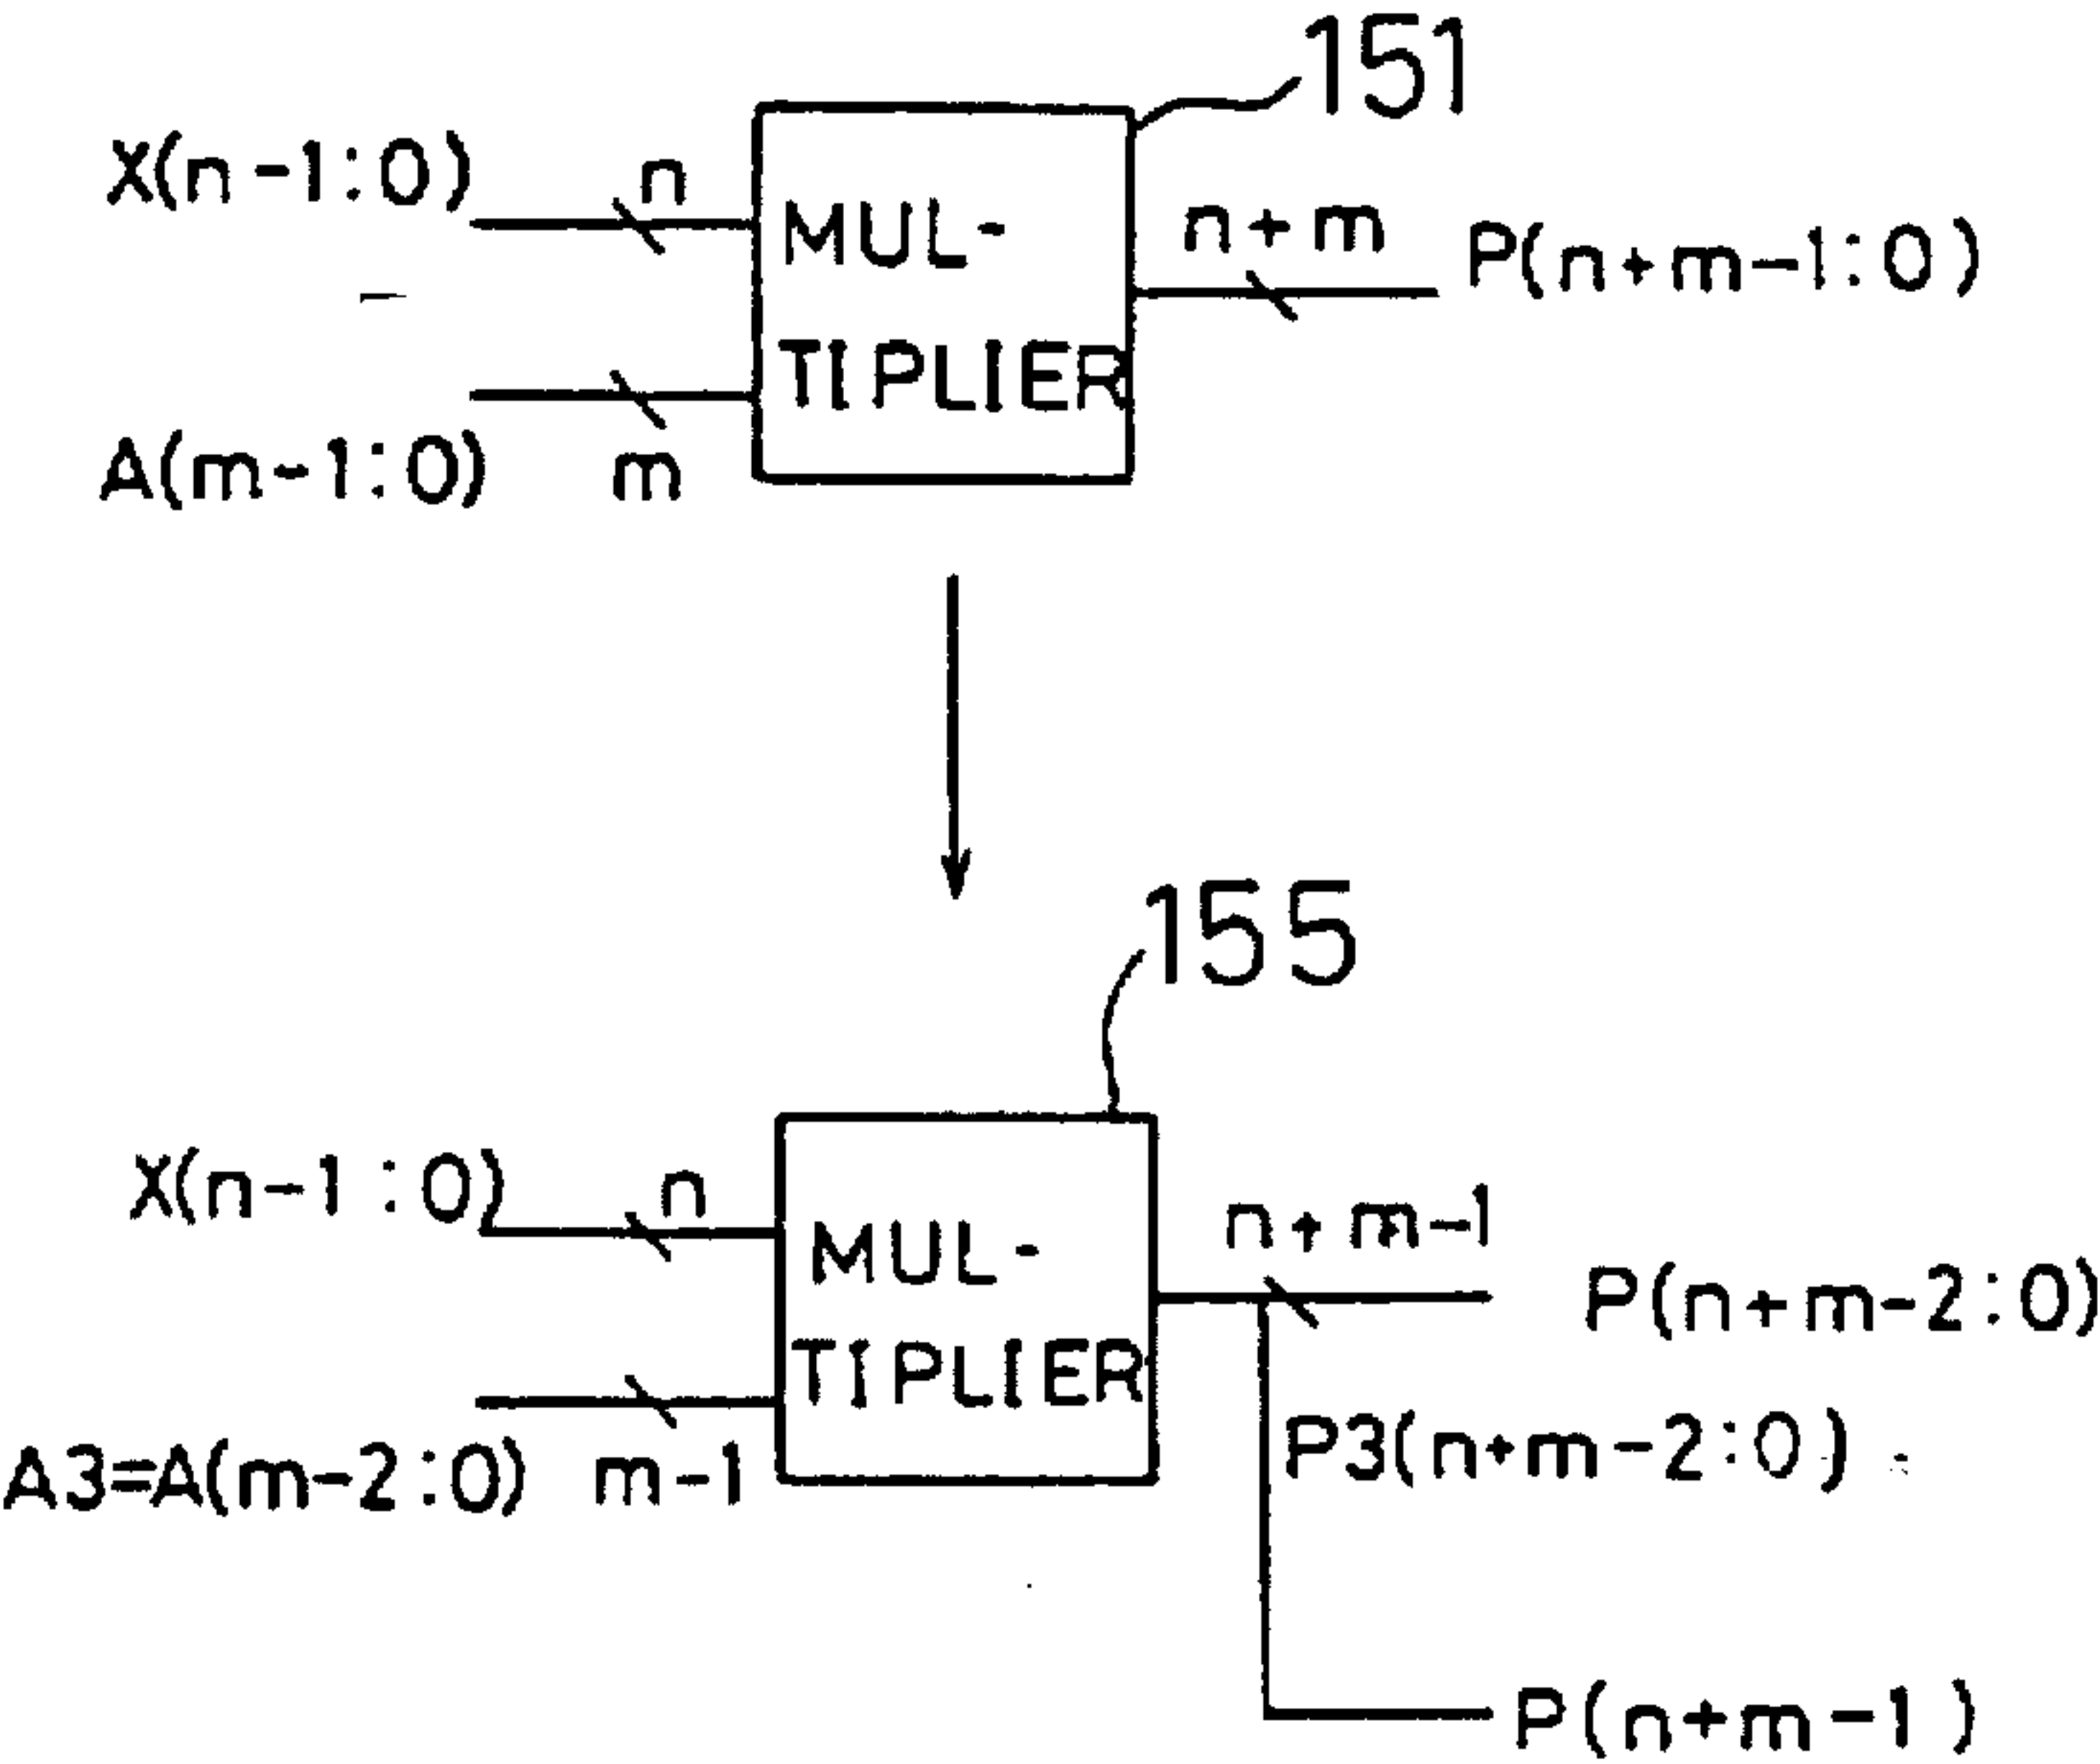 151
X(n-1:0)
n
MUL-
TIPLIER
n+m
P(n+m-1:0)
A(m-1:0)
m
155
X(n-1:0)
n
MUL-
TIPLIER
n+m-1
P(n+m-2:0)
P3(n+m-2:0)
A3=A(m-2:0)
m-1
P(n+m-1)